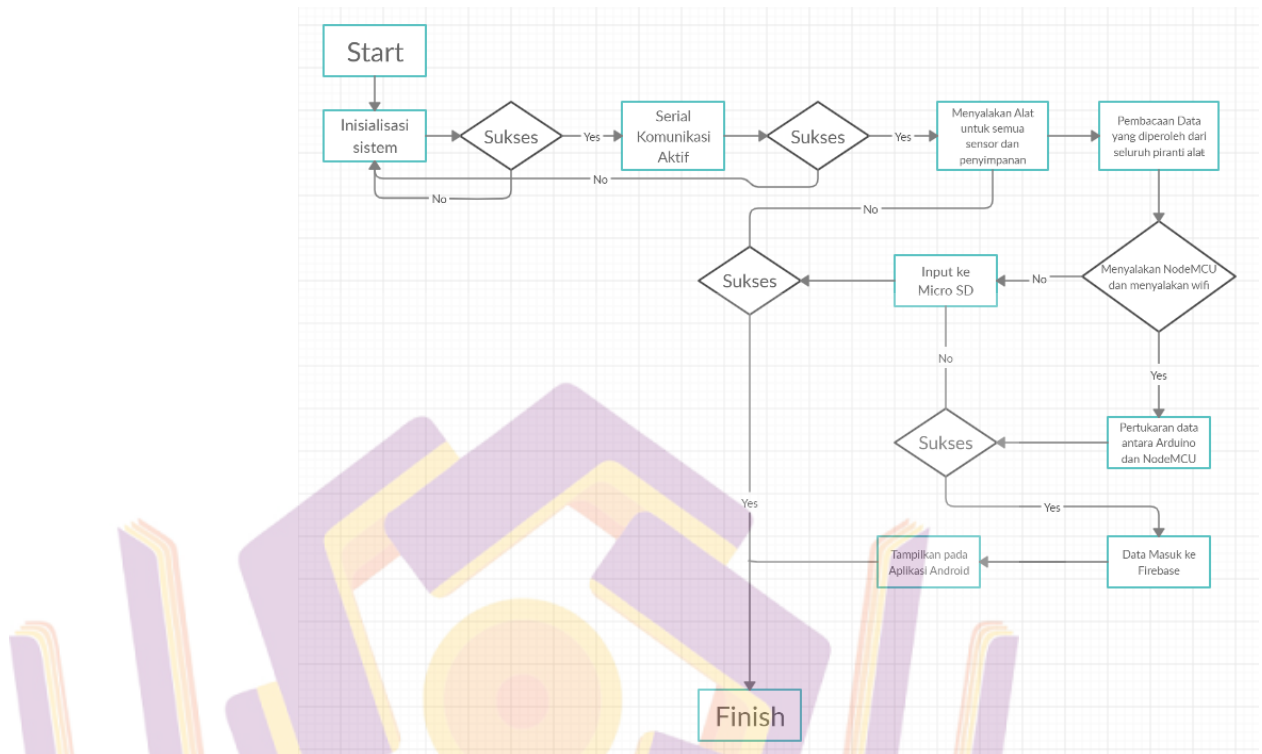 Start
Inisialisasi
sistem
Sukses
Yes
Serial
Komunikasi
Aktif
Sukses
Yes
Menyalakan Alat
untuk semua
sensor dan
penyimpanan
Pembacaan Data
yang diperoleh dari
seluruh piranti alat
No
No
No
Sukses
Input ke
Micro SD
No
Menyalakan NodeMCU
dan menyalakan wifi
No
Yes
Sukses
Pertukaran data
antara Arduino
dan NodeMCU
Yes
Yes
Tampilkan pada
Aplikasi Android
Data Masuk ke
Firebase
Finish